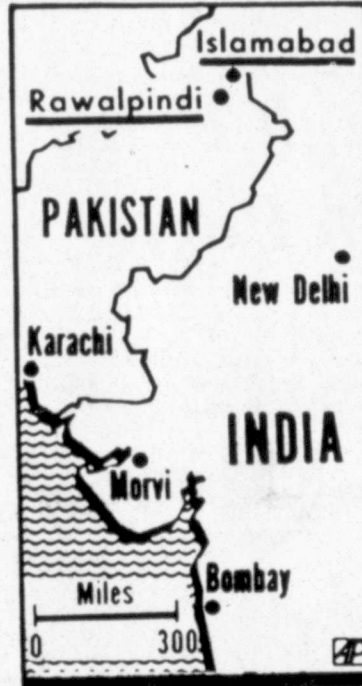 Islamabad
Rawalpindi
PAKISTAN
New Delhi
Karachi
INDIA
Morvi
Bombay
Miles
0 300
AP